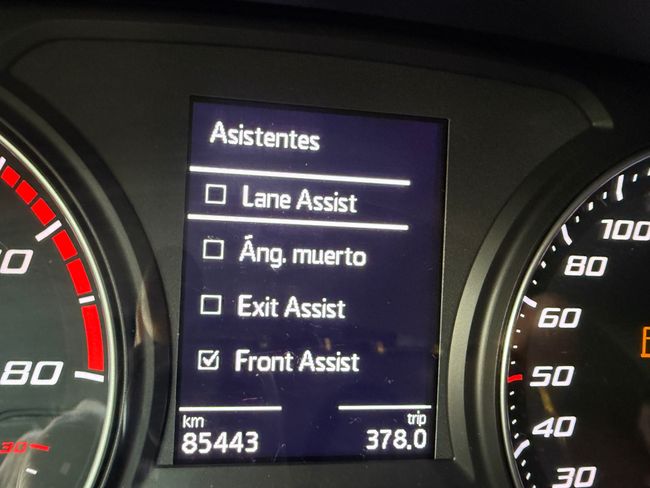 Asistentes
Lane Assist
Áng. muerto
Exit Assist
Front Assist
km
85443
trip
378.0
80
30
100
80
60
50
40
30